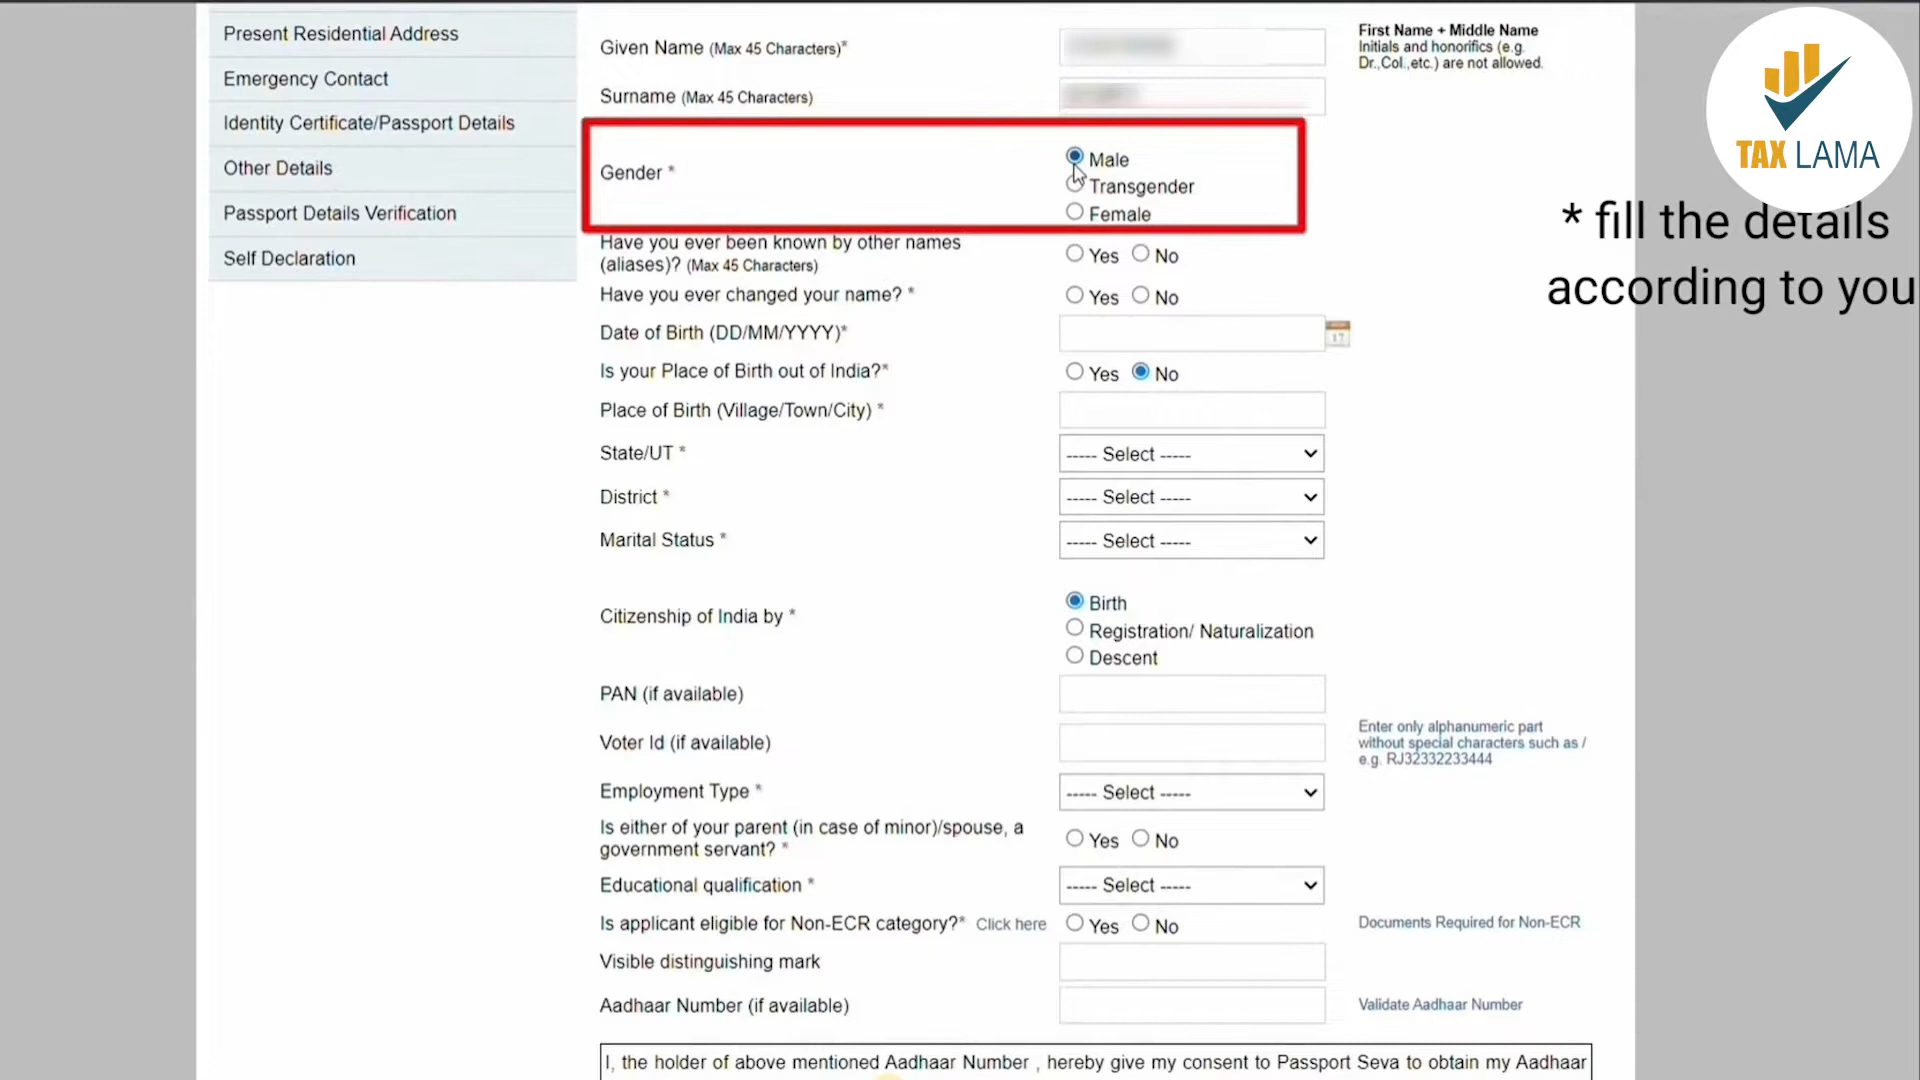 Present Residential Address
Emergency Contact
Identity Certificate/Passport Details
Other Details
Passport Details Verification
Self Declaration
Given Name (Max 45 Characters)*
First Name + Middle Name
Initials and honorifics (e.g.
Dr.,Col.,etc.) are not allowed.
Surname (Max 45 Characters)
Gender *
Male
Transgender
Female
Have you ever been known by other names
(aliases)? (Max 45 Characters)
Yes No
Have you ever changed your name? *
Yes No
Date of Birth (DD/MM/YYYY)*
17
Is your Place of Birth out of India?*
Yes No
Place of Birth (Village/Town/City) *
State/UT *
----- Select -----
District *
----- Select -----
Marital Status *
----- Select -----
Citizenship of India by *
Birth
Registration/ Naturalization
Descent
PAN (if available)
Voter Id (if available)
Enter only alphanumeric part
without special characters such as /
e.g. RJ32332233444
Employment Type *
----- Select -----
Is either of your parent (in case of minor)/spouse, a
government servant? *
Yes No
Educational qualification *
----- Select -----
Is applicant eligible for Non-ECR category?* Click here
Yes No
Documents Required for Non-ECR
Visible distinguishing mark
Aadhaar Number (if available)
Validate Aadhaar Number
I, the holder of above mentioned Aadhaar Number , hereby give my consent to Passport Seva to obtain my Aadhaar
TAX LAMA
* fill the details
according to you